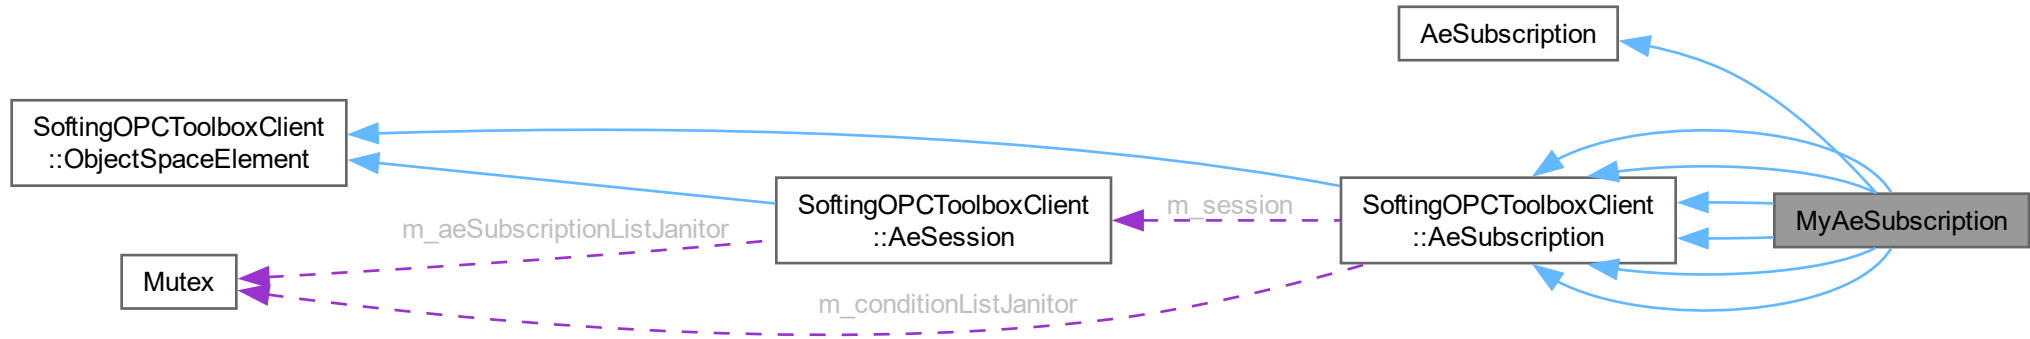 AeSubscription
SoftingOPCToolboxClient
::ObjectSpaceElement
SoftingOPCToolboxClient
::AeSession
m_session
SoftingOPCToolboxClient
::AeSubscription
MyAeSubscription
m_aeSubscriptionListJanitor
Mutex
m_conditionListJanitor